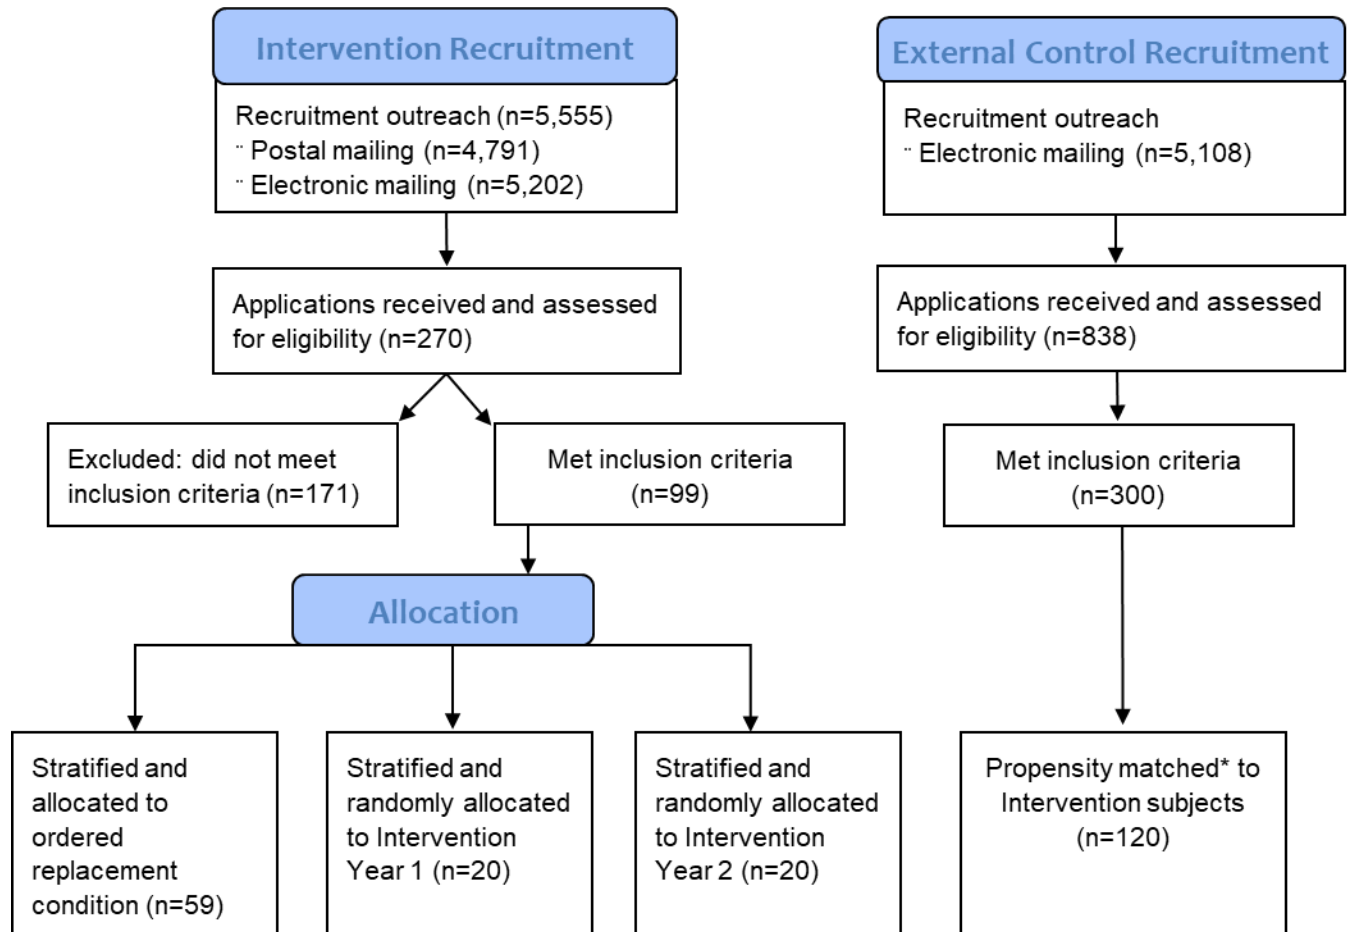 Intervention Recruitment
Recruitment outreach (n=5,555)
¨ Postal mailing (n=4,791)
¨ Electronic mailing (n=5,202)
Applications received and assessed
for eligibility (n=270)
Excluded: did not meet
inclusion criteria (n=171)
Met inclusion criteria
(n=99)
Allocation
Stratified and
allocated to
ordered
replacement
condition (n=59)
Stratified and
randomly allocated
to Intervention
Year 1 (n=20)
Stratified and
randomly allocated
to Intervention
Year 2 (n=20)
External Control Recruitment
Recruitment outreach
¨ Electronic mailing (n=5,108)
Applications received and assessed
for eligibility (n=838)
Met inclusion criteria
(n=300)
Propensity matched* to
Intervention subjects
(n=120)